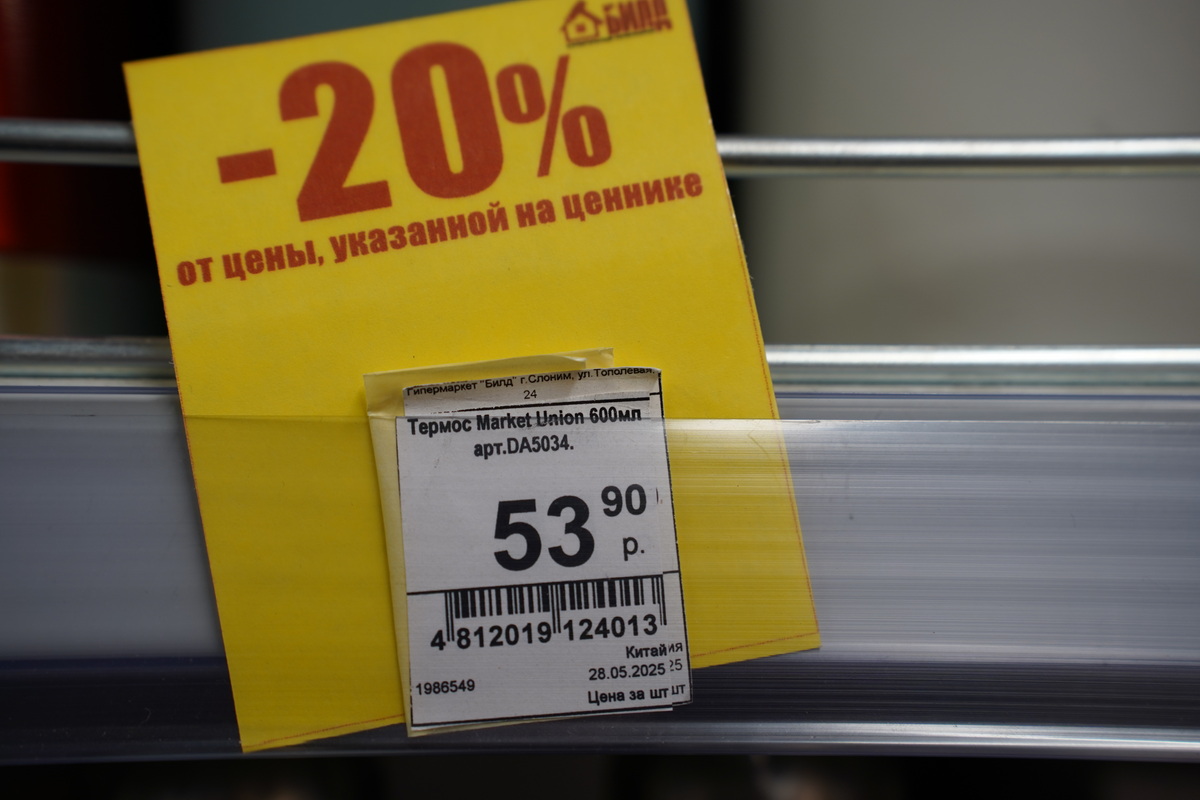 БИЛД
-20%
от цены, указанной на ценнике
Гипермаркет "Билд" г.Слоним, ул.Тополевая
24
Термос Market Union 600мл
арт.DA5034.
53 90
р.
4 812019 124013
Китай
28.05.2025
1986549
Цена за шт